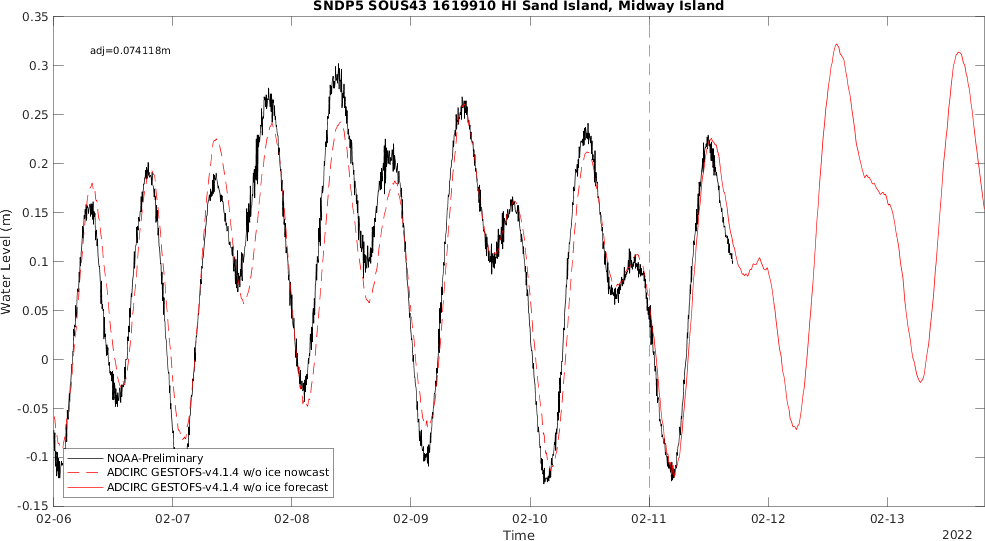 SNDP5 SOUS43 1619910 HI Sand Island, Midway Island
0.35
adj=0.074118m
0.3
0.25
0.2
0.15
0.1
0.05
0
-0.05
-0.1
-0.15
Water Level (m)
NOAA-Preliminary
ADCIRC GESTOFS-v4.1.4 w/o ice nowcast
ADCIRC GESTOFS-v4.1.4 w/o ice forecast
02-06 02-07 02-08 02-09 02-10 02-11 02-12 02-13
Time
2022